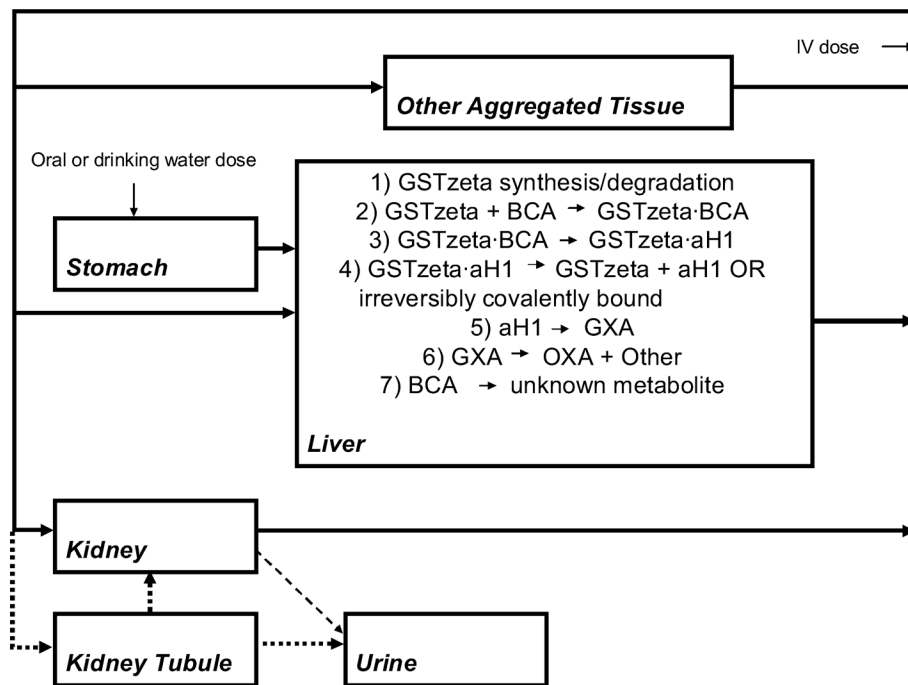 IV dose
Other Aggregated Tissue
Oral or drinking water dose
Stomach
1) GSTzeta synthesis/degradation
2) GSTzeta + BCA → GSTzeta·BCA
3) GSTzeta·BCA → GSTzeta·aH1
4) GSTzeta·aH1 → GSTzeta + aH1 OR
irreversibly covalently bound
5) aH1 → GXA
6) GXA → OXA + Other
7) BCA → unknown metabolite
Liver
Kidney
Kidney Tubule
Urine